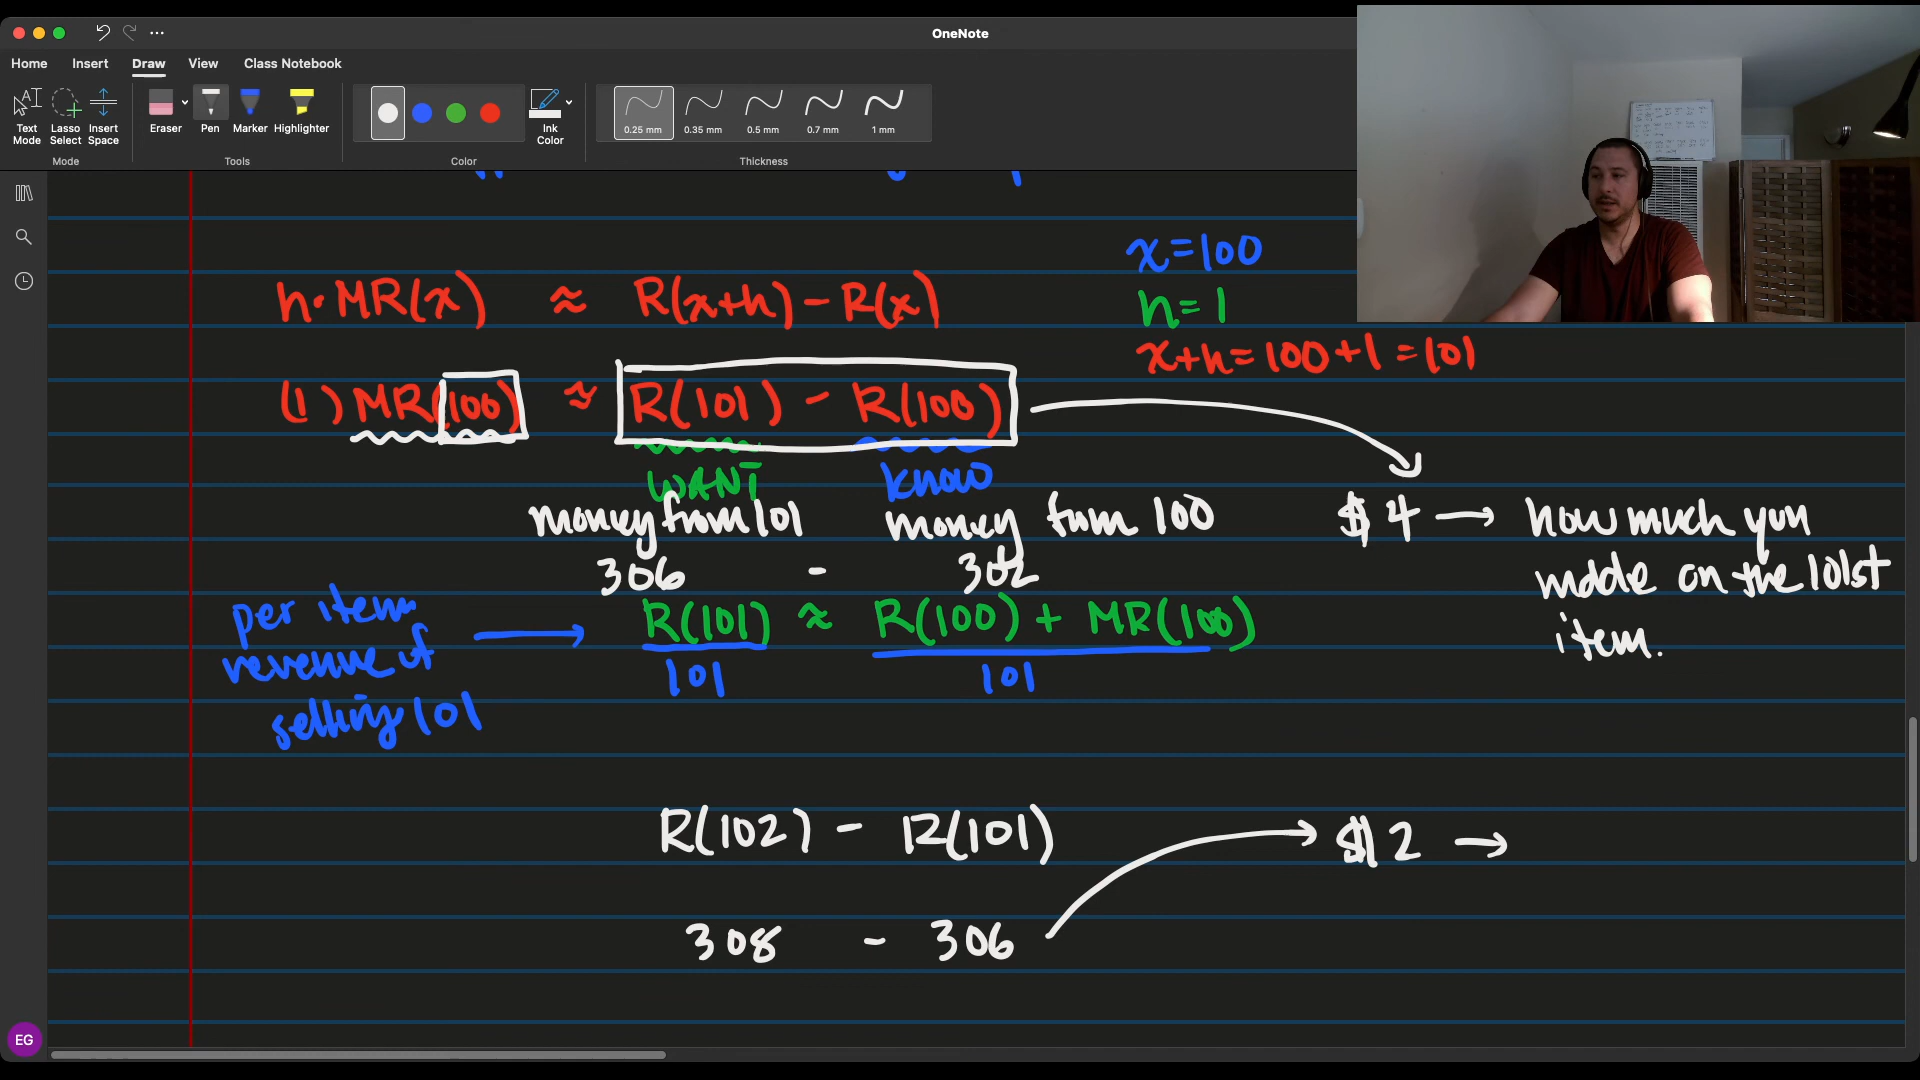 OneNote
Home Insert Draw View Class Notebook
Text Mode
Lasso Select
Insert Space
Eraser
Pen
Marker
Highlighter
Ink Color
0.25 mm 0.35 mm 0.5 mm 0.7 mm 1 mm
Mode Tools Color Thickness
x=100
h·MR(x) ≈ R(x+h) - R(x)
h=1
x+h=100+1=101
(1)MR(100) ≈ R(101) - R(100)
WANT know
money from 101 money from 100 $4 → how much you
made on the 101st
item.
306 - 302
per item
revenue of
selling 101
→ R(101) ≈ R(100) + MR(100)
101 101
R(102) - R(101) $2 →
308 - 306
EG